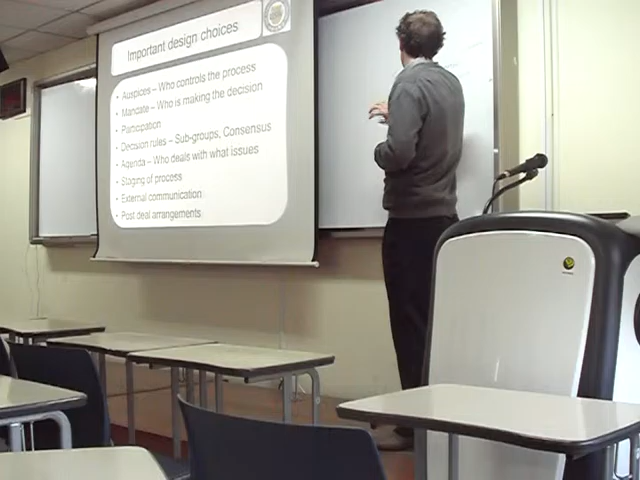 Important design choices
• Auspices – Who controls the process
• Mandate – Who is making the decision
• Participation
• Decision rules – Sub-groups, Consensus
• Agenda – Who deals with what issues
• Staging of process
• External communication
• Post deal arrangements